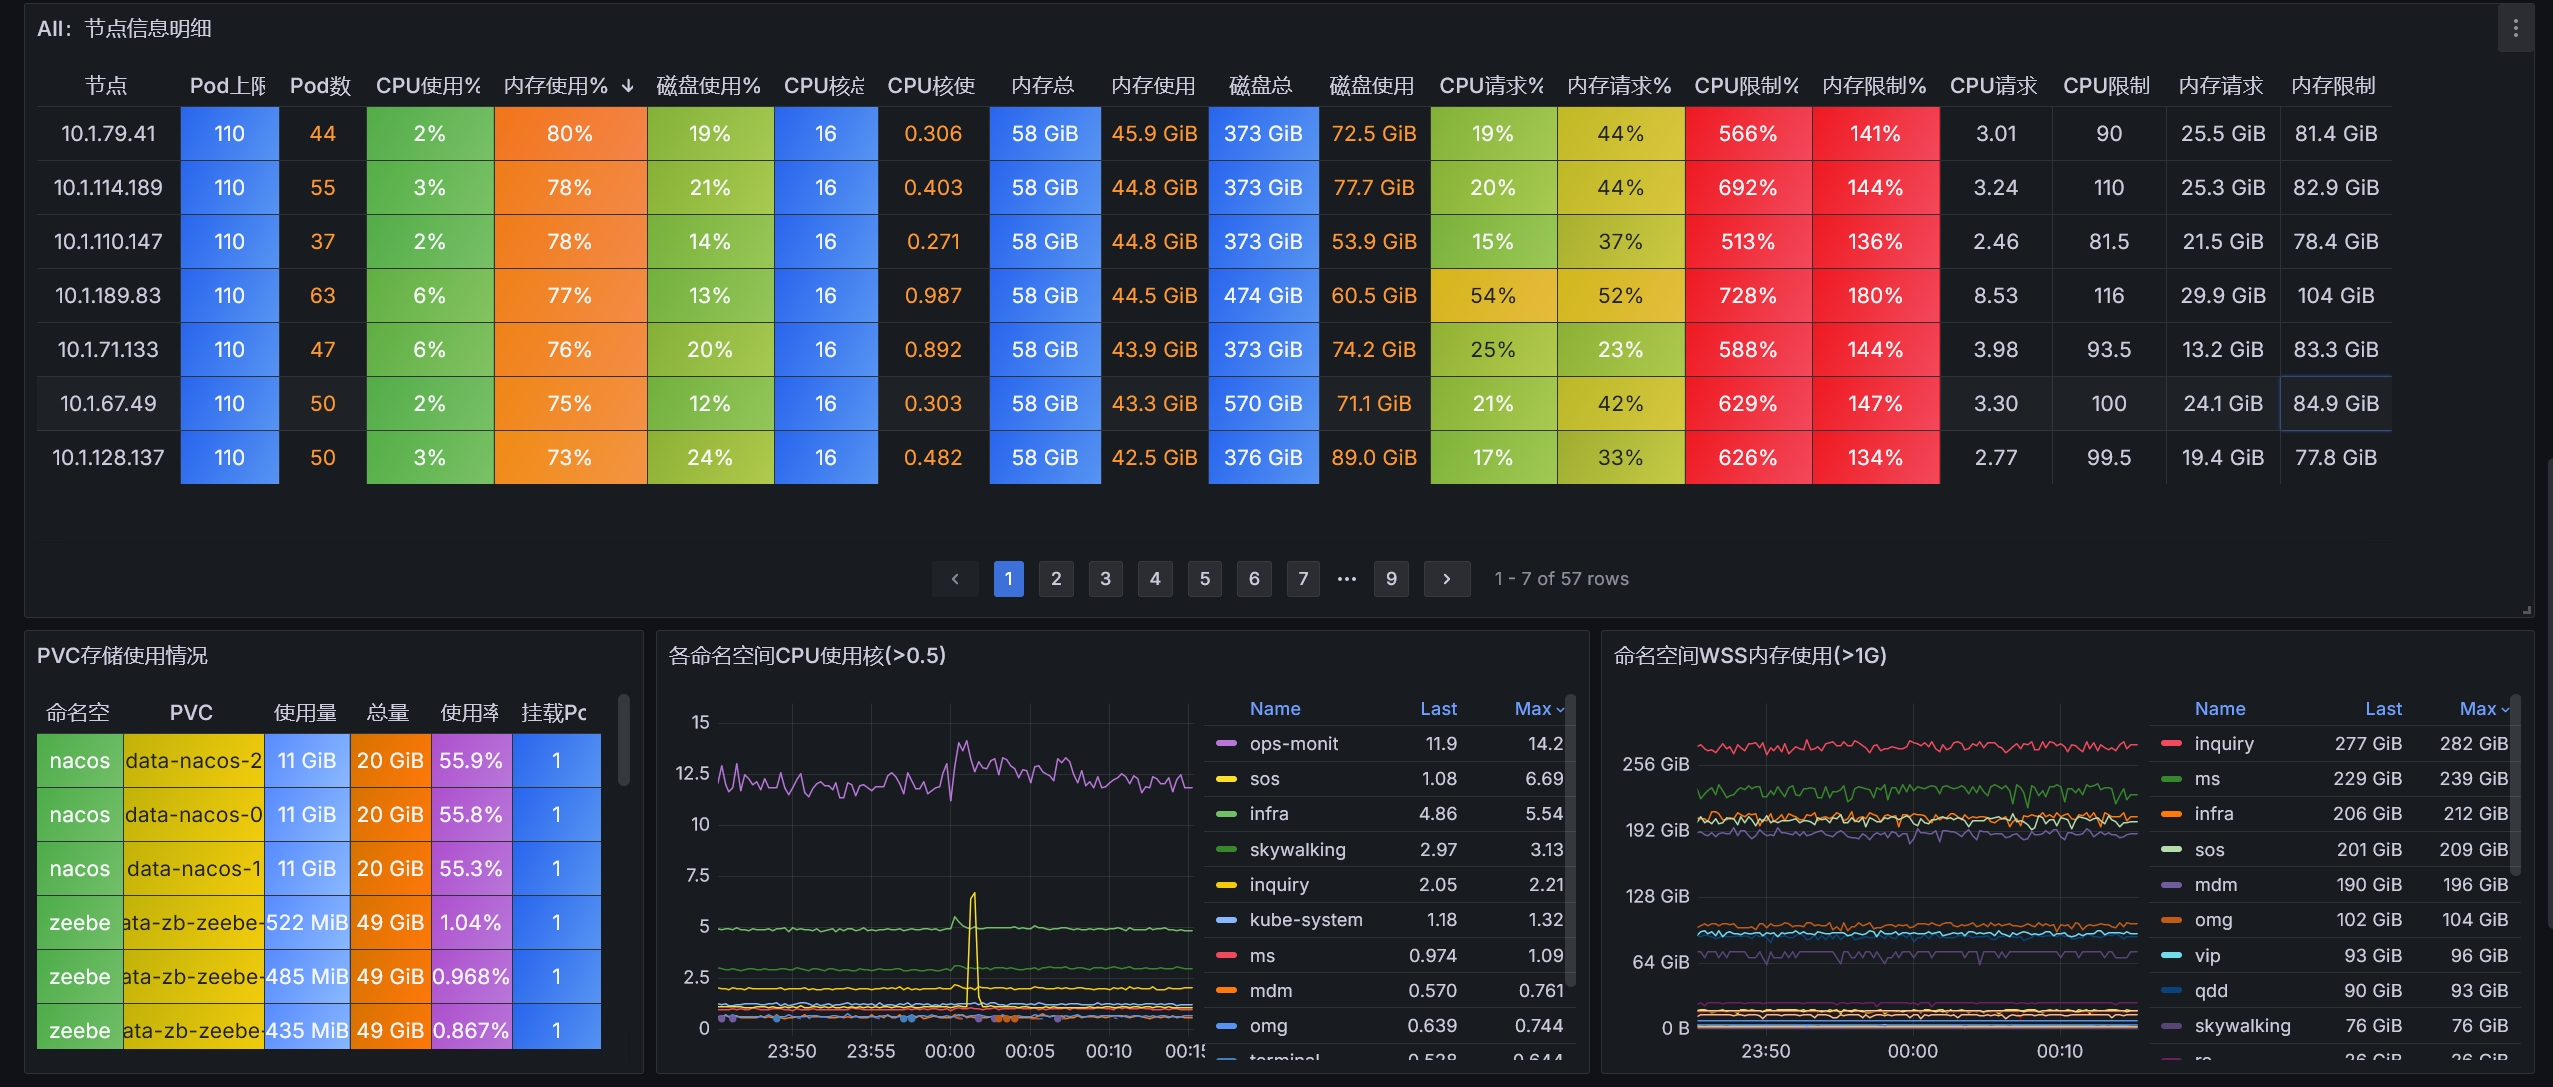 All：节点信息明细
节点 Pod上限 Pod数 CPU使用% 内存使用% 磁盘使用% CPU核总 CPU核使 内存总 内存使用 磁盘总 磁盘使用 CPU请求% 内存请求% CPU限制% 内存限制% CPU请求 CPU限制 内存请求 内存限制
10.1.79.41 110 44 2% 80% 19% 16 0.306 58 GiB 45.9 GiB 373 GiB 72.5 GiB 19% 44% 566% 141% 3.01 90 25.5 GiB 81.4 GiB
10.1.114.189 110 55 3% 78% 21% 16 0.403 58 GiB 44.8 GiB 373 GiB 77.7 GiB 20% 44% 692% 144% 3.24 110 25.3 GiB 82.9 GiB
10.1.110.147 110 37 2% 78% 14% 16 0.271 58 GiB 44.8 GiB 373 GiB 53.9 GiB 15% 37% 513% 136% 2.46 81.5 21.5 GiB 78.4 GiB
10.1.189.83 110 63 6% 77% 13% 16 0.987 58 GiB 44.5 GiB 474 GiB 60.5 GiB 54% 52% 728% 180% 8.53 116 29.9 GiB 104 GiB
10.1.71.133 110 47 6% 76% 20% 16 0.892 58 GiB 43.9 GiB 373 GiB 74.2 GiB 25% 23% 588% 144% 3.98 93.5 13.2 GiB 83.3 GiB
10.1.67.49 110 50 2% 75% 12% 16 0.303 58 GiB 43.3 GiB 570 GiB 71.1 GiB 21% 42% 629% 147% 3.30 100 24.1 GiB 84.9 GiB
10.1.128.137 110 50 3% 73% 24% 16 0.482 58 GiB 42.5 GiB 376 GiB 89.0 GiB 17% 33% 626% 134% 2.77 99.5 19.4 GiB 77.8 GiB
1 2 3 4 5 6 7 ... 9 1 - 7 of 57 rows
PVC存储使用情况
命名空 PVC 使用量 总量 使用率 挂载Po
nacos data-nacos-2 11 GiB 20 GiB 55.9% 1
nacos data-nacos-0 11 GiB 20 GiB 55.8% 1
nacos data-nacos-1 11 GiB 20 GiB 55.3% 1
zeebe ata-zb-zeebe- 522 MiB 49 GiB 1.04% 1
zeebe ata-zb-zeebe- 485 MiB 49 GiB 0.968% 1
zeebe ata-zb-zeebe- 435 MiB 49 GiB 0.867% 1
各命名空间CPU使用核(>0.5)
15
12.5
10
7.5
5
2.5
0
23:50 23:55 00:00 00:05 00:10 00:15
Name Last Max
ops-monit 11.9 14.2
sos 1.08 6.69
infra 4.86 5.54
skywalking 2.97 3.13
inquiry 2.05 2.21
kube-system 1.18 1.32
ms 0.974 1.09
mdm 0.570 0.761
omg 0.639 0.744
terminal 0.528 0.644
命名空间WSS内存使用(>1G)
256 GiB
192 GiB
128 GiB
64 GiB
0 B
23:50 00:00 00:10
Name Last Max
inquiry 277 GiB 282 GiB
ms 229 GiB 239 GiB
infra 206 GiB 212 GiB
sos 201 GiB 209 GiB
mdm 190 GiB 196 GiB
omg 102 GiB 104 GiB
vip 93 GiB 96 GiB
qdd 90 GiB 93 GiB
skywalking 76 GiB 76 GiB
26 GiB 26 GiB